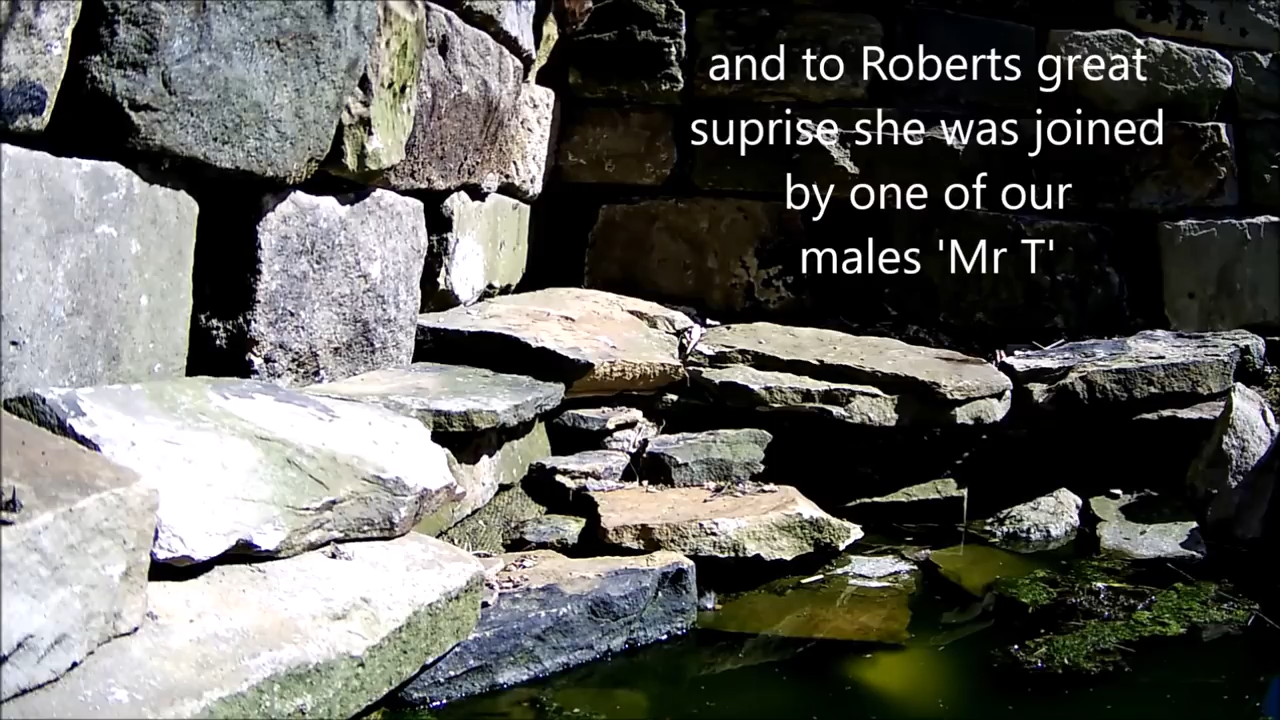 and to Roberts great
suprise she was joined
by one of our
males 'Mr T'